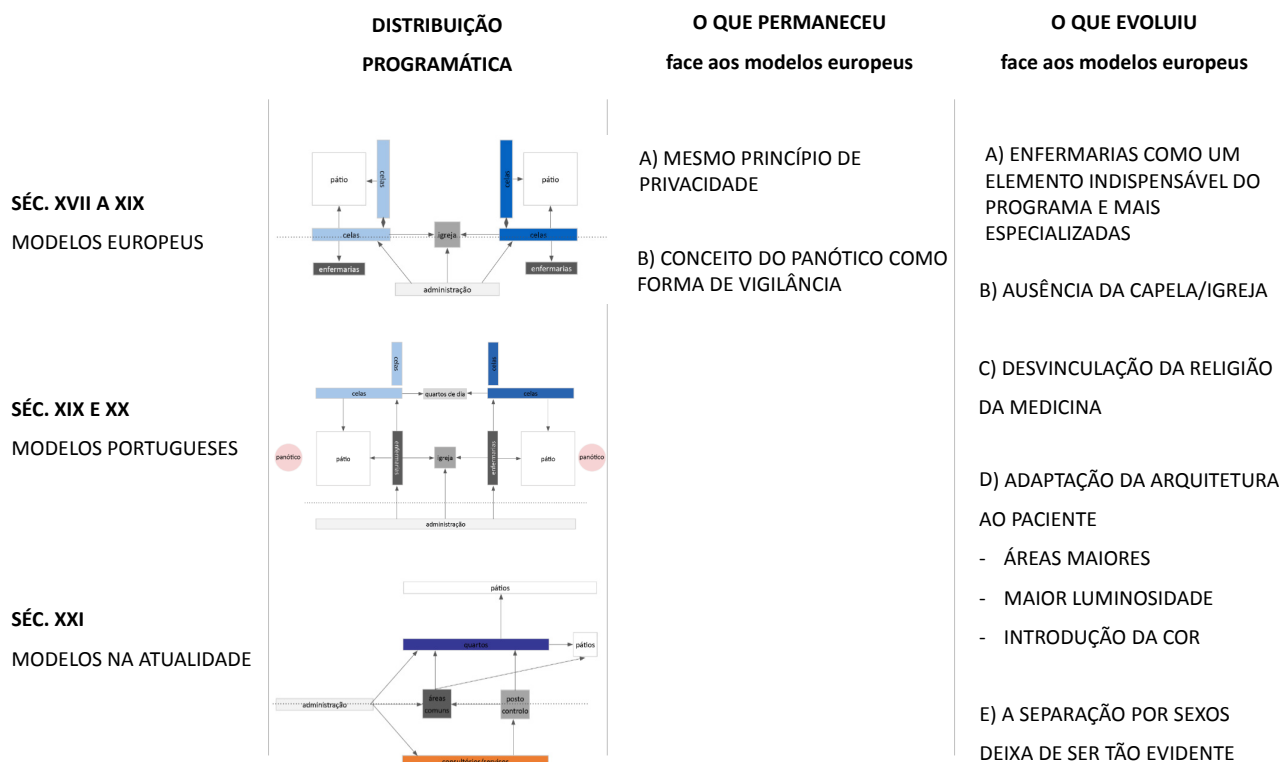 DISTRIBUIÇÃO
PROGRAMÁTICA
O QUE PERMANECEU
face aos modelos europeus
O QUE EVOLUIU
face aos modelos europeus
SÉC. XVII A XIX
MODELOS EUROPEUS
pátio
celas
celas
pátio
celas
igreja
celas
enfermarias
enfermarias
administração
A) MESMO PRINCÍPIO DE
PRIVACIDADE
B) CONCEITO DO PANÓTICO COMO
FORMA DE VIGILÂNCIA
A) ENFERMARIAS COMO UM
ELEMENTO INDISPENSÁVEL DO
PROGRAMA E MAIS
ESPECIALIZADAS
B) AUSÊNCIA DA CAPELA/IGREJA
C) DESVINCULAÇÃO DA RELIGIÃO
DA MEDICINA
D) ADAPTAÇÃO DA ARQUITETURA
AO PACIENTE
- ÁREAS MAIORES
- MAIOR LUMINOSIDADE
- INTRODUÇÃO DA COR
E) A SEPARAÇÃO POR SEXOS
DEIXA DE SER TÃO EVIDENTE
SÉC. XIX E XX
MODELOS PORTUGUESES
celas
celas
celas
quartos de dia
celas
panótico
pátio
enfermarias
igreja
enfermarias
pátio
panótico
administração
SÉC. XXI
MODELOS NA ATUALIDADE
pátios
quartos
pátios
administração
áreas
comuns
posto
controlo
consultórios/serviços